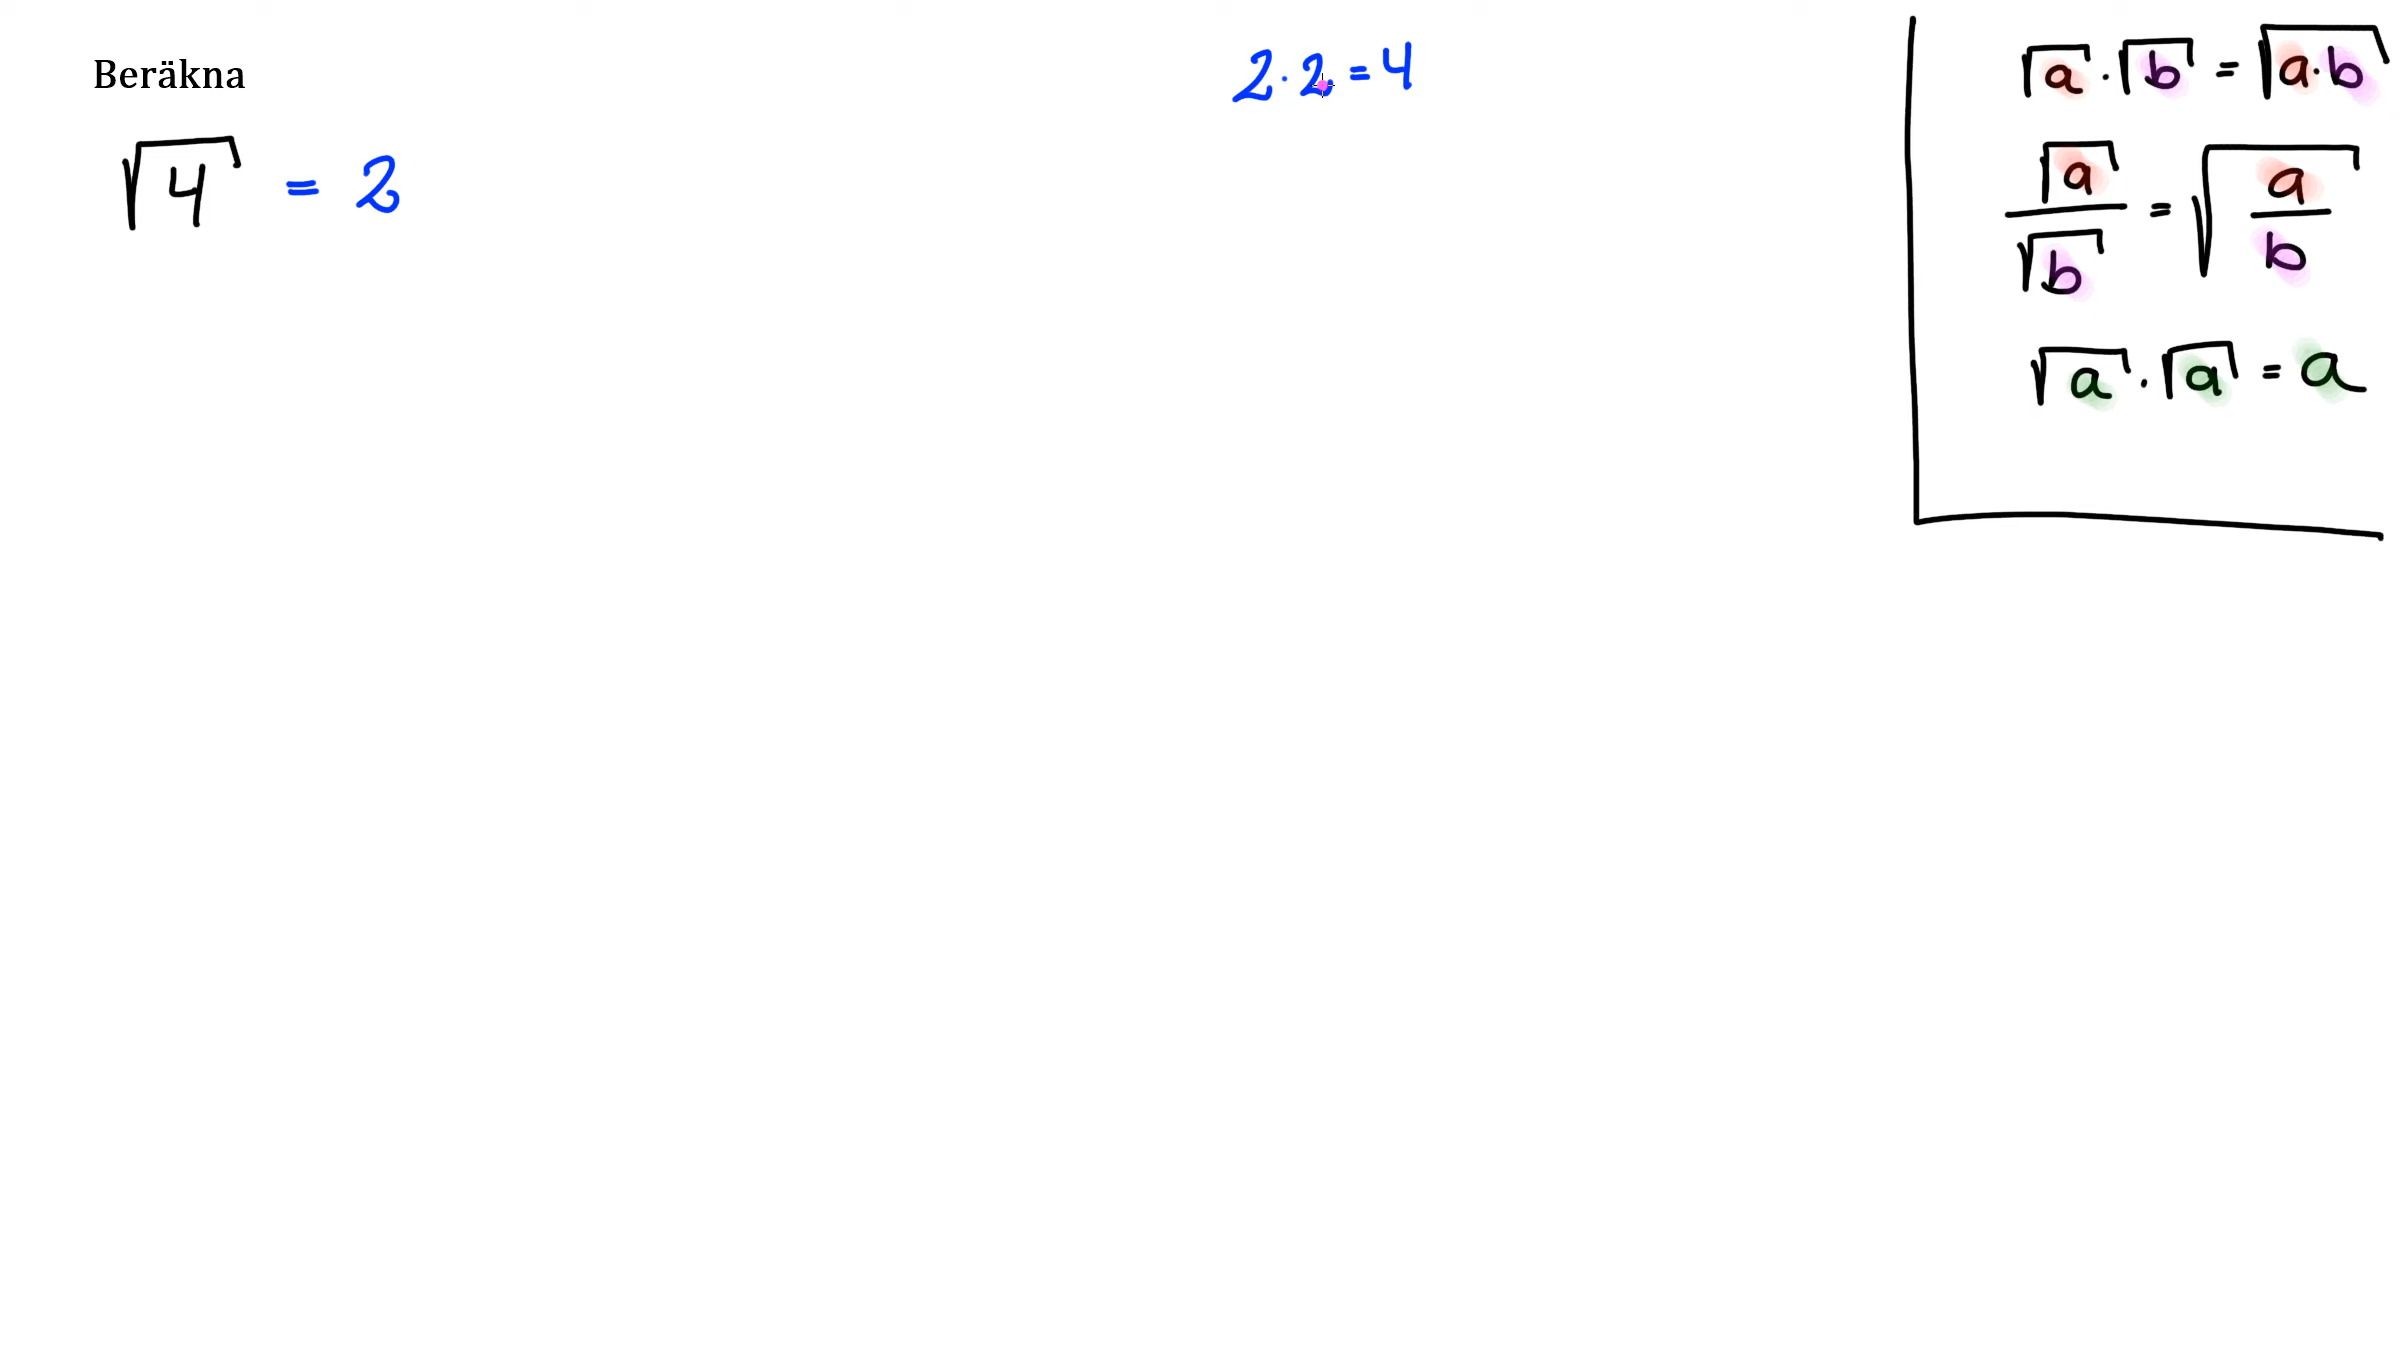 Beräkna
√4 = 2
2·2=4
√a · √b = √a·b
√a/√b = √a/b
√a · √a = a